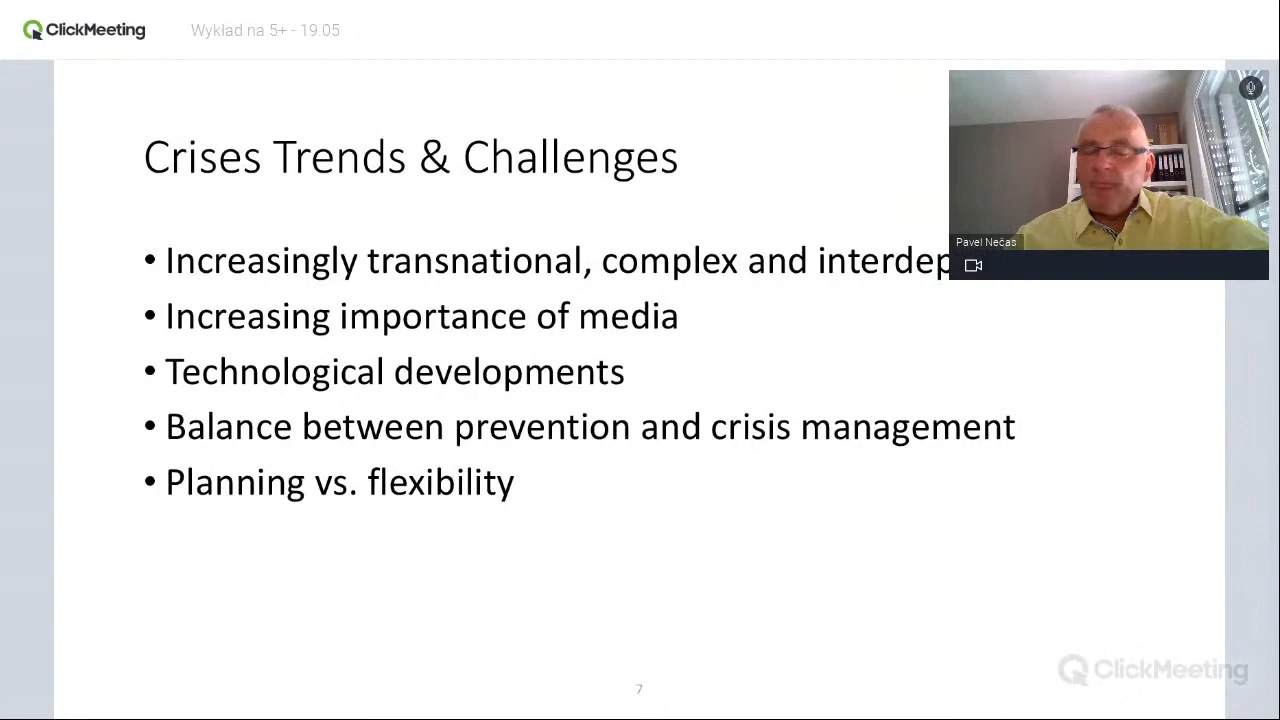 ClickMeeting
Wykład na 5+ - 19.05
Crises Trends & Challenges
• Increasingly transnational, complex and interdep
Pavel Nečas
• Increasing importance of media
• Technological developments
• Balance between prevention and crisis management
• Planning vs. flexibility
ClickMeeting
7